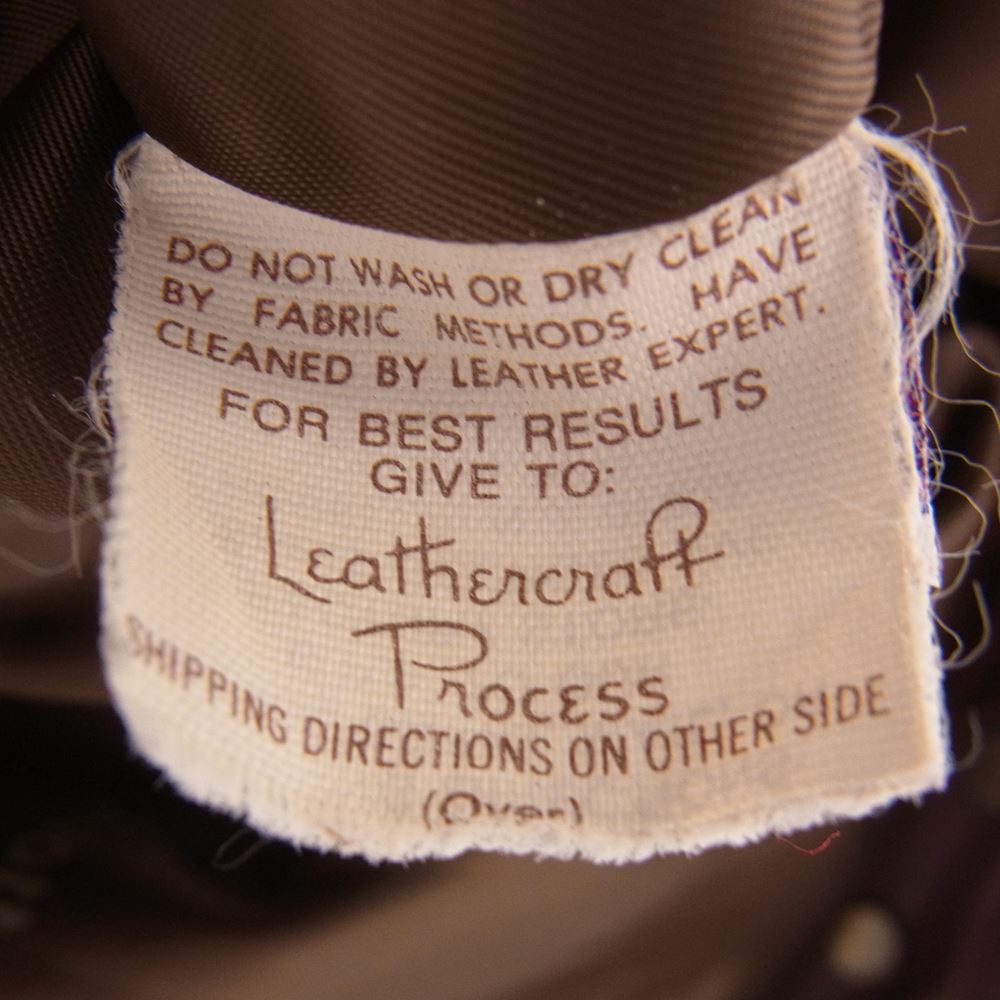 DO NOT WASH OR DRY CLEAN
BY FABRIC METHODS. HAVE
CLEANED BY LEATHER EXPERT.
FOR BEST RESULTS
GIVE TO:
Leathercraft
Process
SHIPPING DIRECTIONS ON OTHER SIDE
(Over)